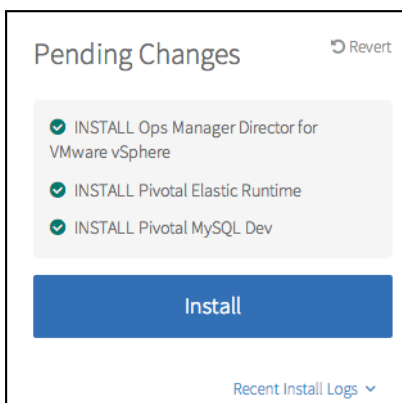 Pending Changes
Revert
INSTALL Ops Manager Director for
VMware vSphere
INSTALL Pivotal Elastic Runtime
INSTALL Pivotal MySQL Dev
Install
Recent Install Logs